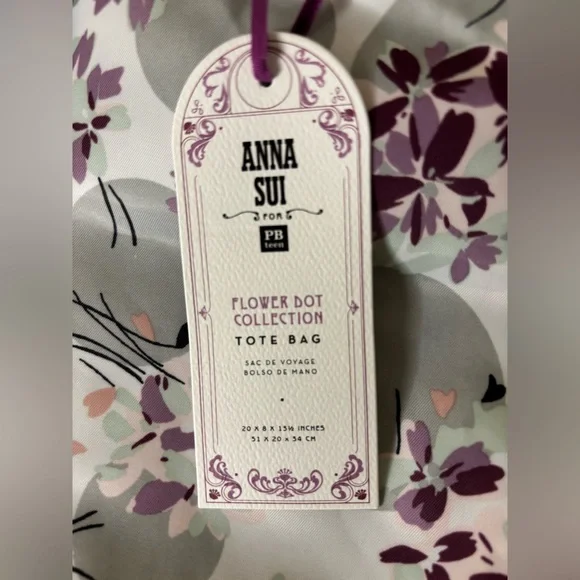 ANNA
SUI
FOR
PB
teen
FLOWER DOT
COLLECTION
TOTE BAG
SAC DE VOYAGE
BOLSO DE MANO
20 X 8 X 13½ INCHES
51 X 20 X 34 CM